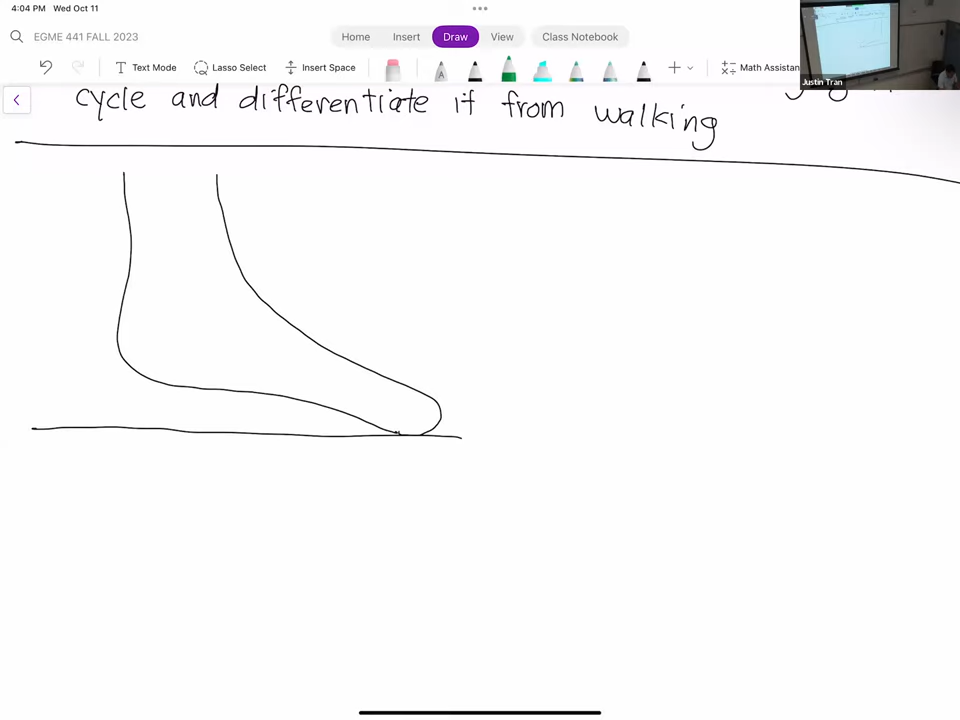 4:04 PM Wed Oct 11
EGME 441 FALL 2023
Home Insert Draw View Class Notebook
Text Mode Lasso Select Insert Space Math Assistan
Justin Tran
cycle and differentiate if from walking